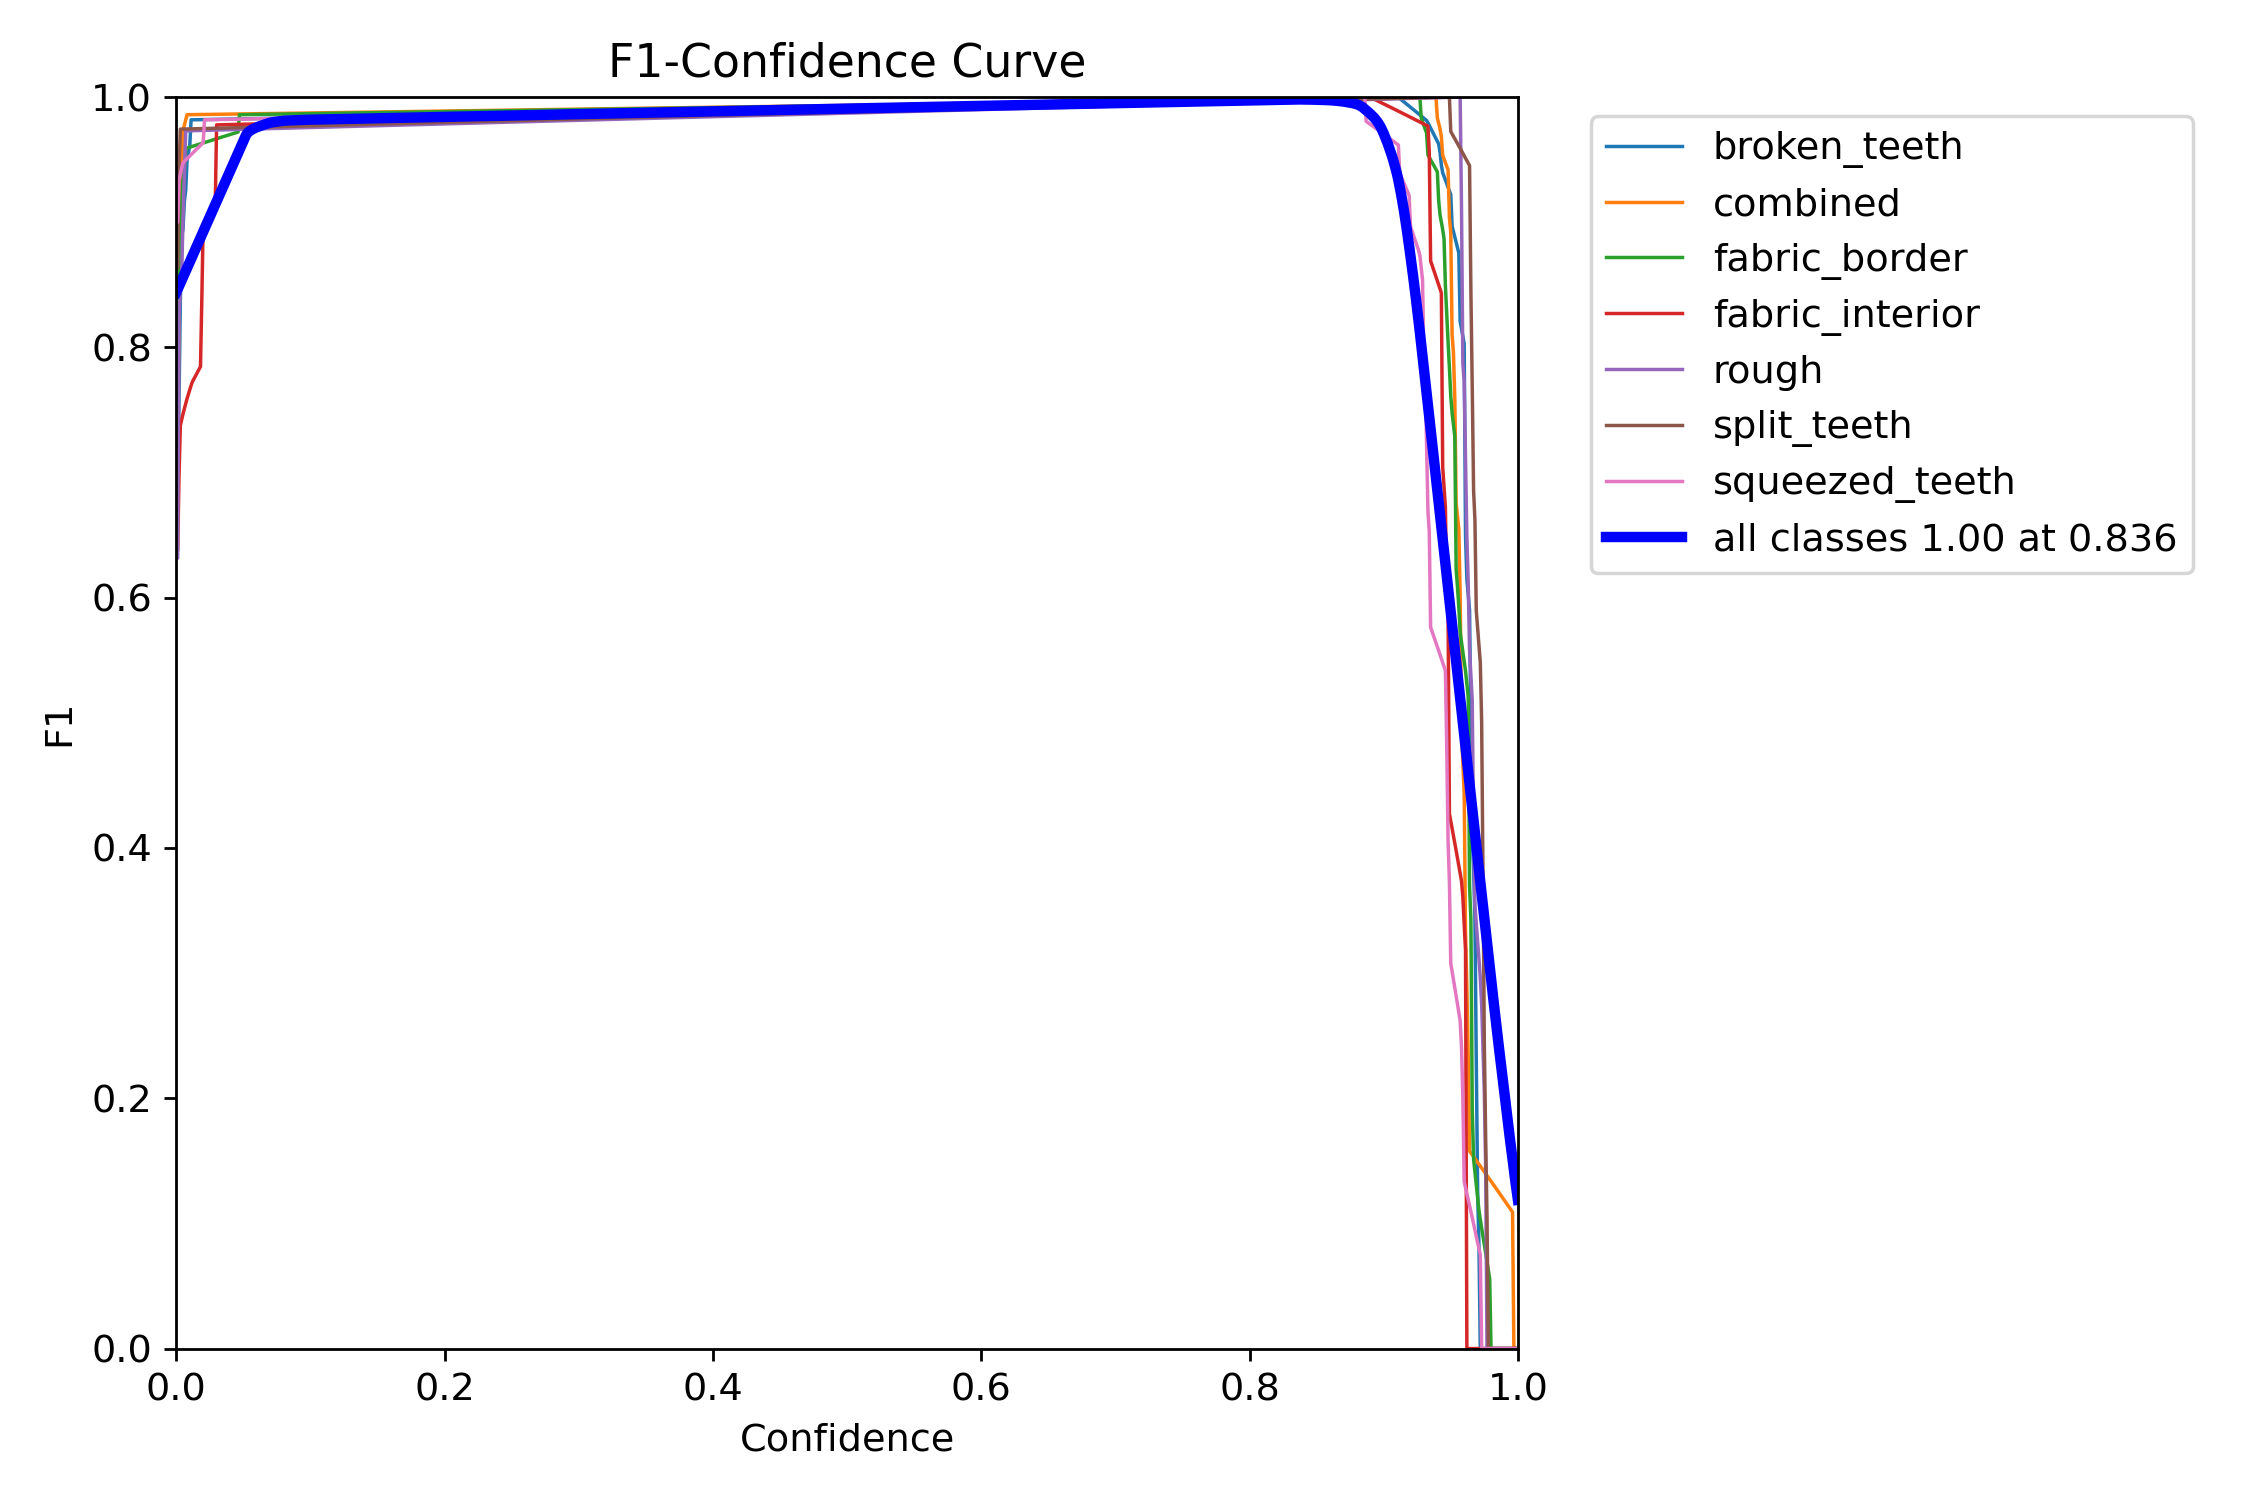 F1-Confidence Curve
1.0
0.8
0.6
0.4
0.2
0.0
F1
0.0 0.2 0.4 0.6 0.8 1.0
Confidence
broken_teeth
combined
fabric_border
fabric_interior
rough
split_teeth
squeezed_teeth
all classes 1.00 at 0.836